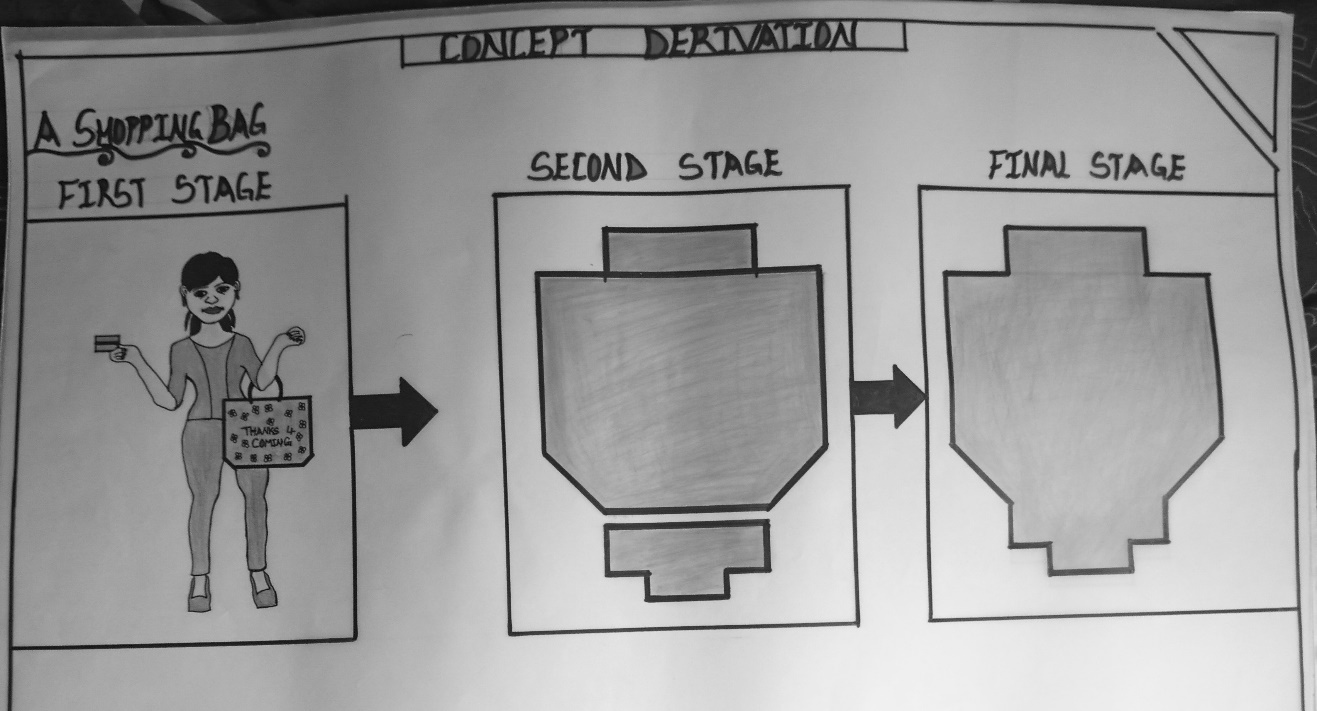 CONCEPT DERIVATION
A SHOPPING BAG
FIRST STAGE
SECOND STAGE
FINAL STAGE
THANKS 4
COMING